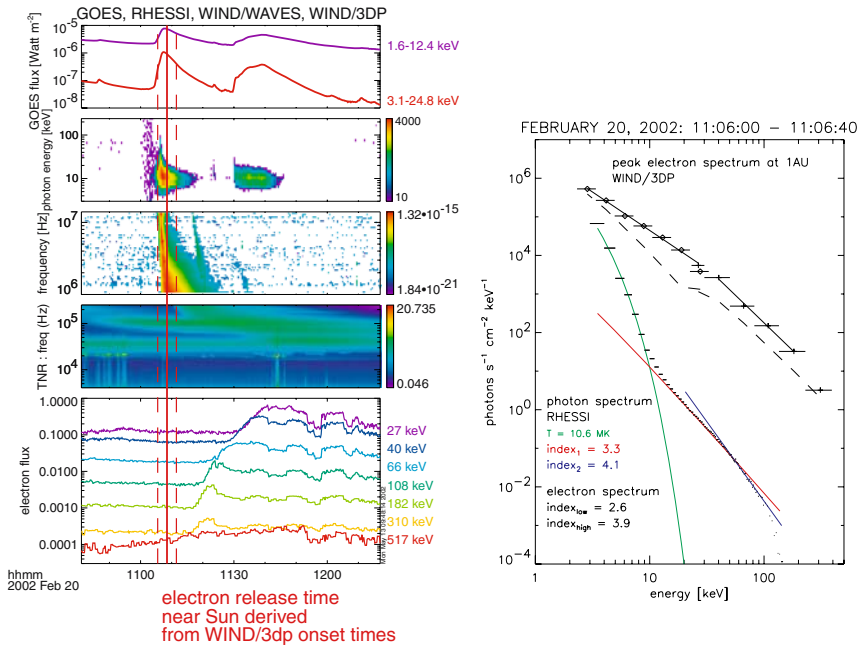 GOES, RHESSI, WIND/WAVES, WIND/3DP
GOES flux [Watt m⁻²]
10⁻⁵
10⁻⁶
10⁻⁷
10⁻⁸
1.6-12.4 keV
3.1-24.8 keV
photon energy [keV]
100
10
4000
10
frequency [Hz]
10⁷
10⁶
1.32•10⁻¹⁵
1.84•10⁻²¹
TNR : freq (Hz)
10⁵
10⁴
20.735
0.046
electron flux
1.0000
0.1000
0.0100
0.0010
0.0001
27 keV
40 keV
66 keV
108 keV
182 keV
310 keV
517 keV
hhmm
2002 Feb 20
1100
1130
1200
electron release time
near Sun derived
from WIND/3dp onset times
FEBRUARY 20, 2002: 11:06:00 − 11:06:40
peak electron spectrum at 1AU
WIND/3DP
photons s⁻¹ cm⁻² keV⁻¹
10⁶
10⁴
10²
10⁰
10⁻²
10⁻⁴
photon spectrum
RHESSI
T = 10.6 MK
index₁ = 3.3
index₂ = 4.1
electron spectrum
index_low = 2.6
index_high = 3.9
1
10
100
energy [keV]